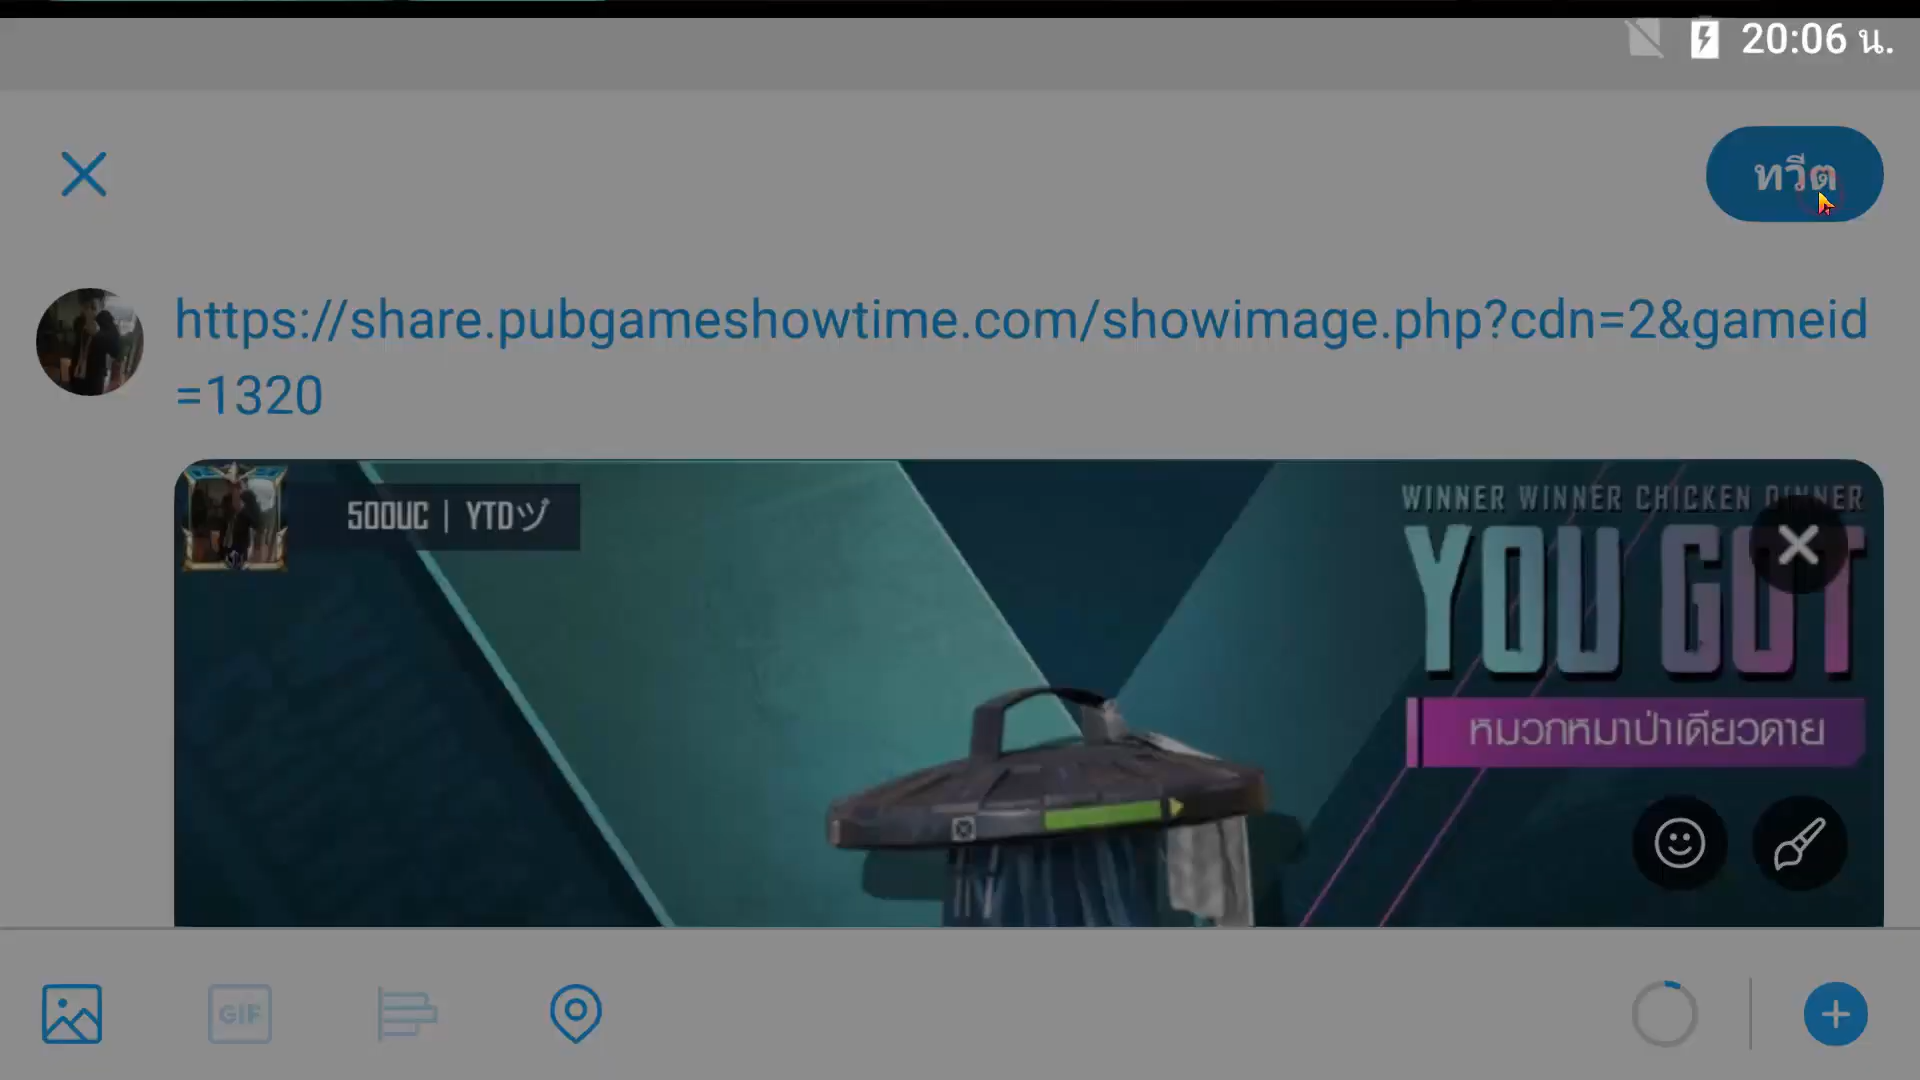 20:06 น.
ทวีต
https://share.pubgameshowtime.com/showimage.php?cdn=2&gameid
=1320
500UC | YTDヅ
WINNER WINNER CHICKEN DINNER
YOU GOT
หมวกหมาป่าเดียวดาย
GIF